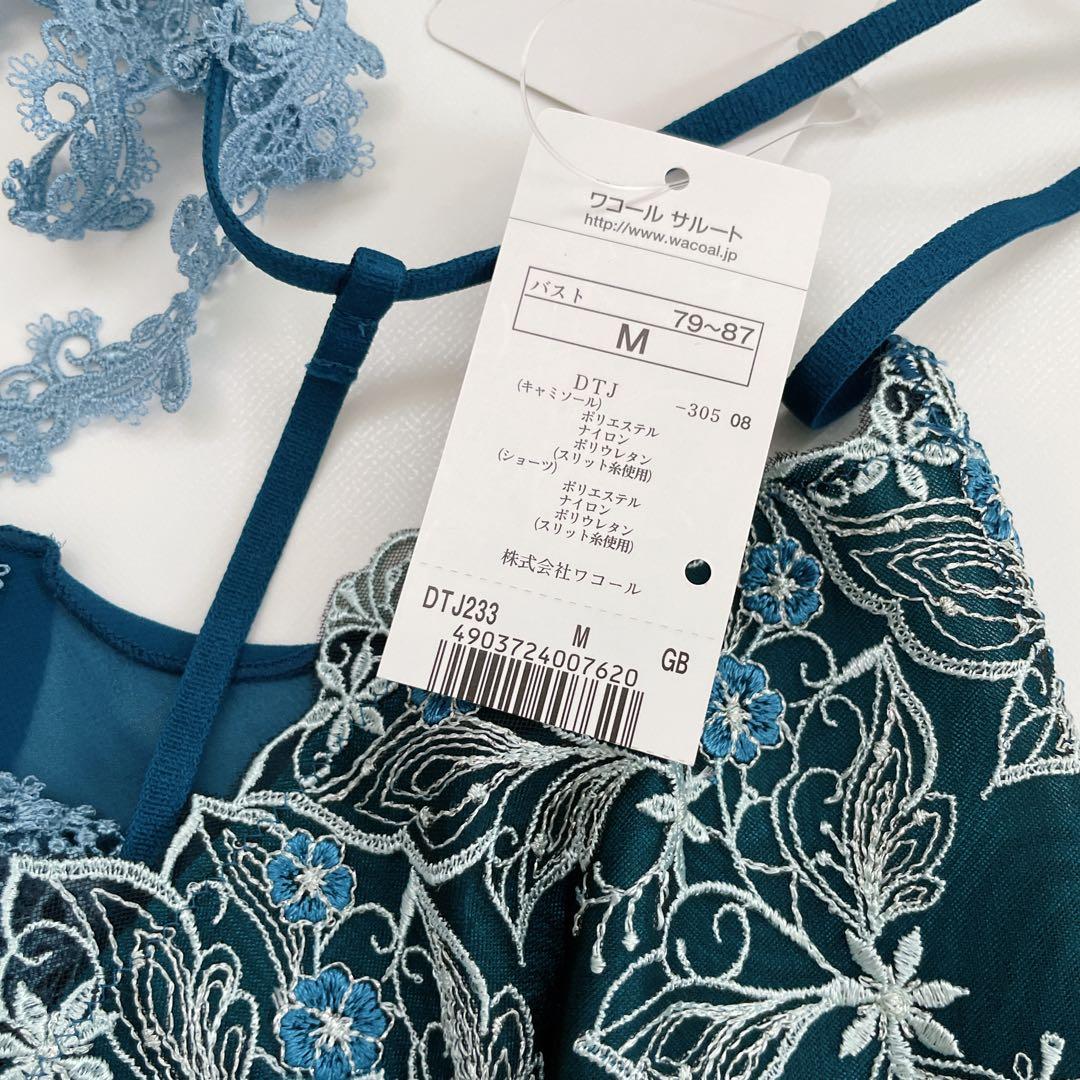 ワコール サルート
http://www.wacoal.jp
バスト 79~87
M
DTJ -305 08
(キャミソール)
ポリエステル
ナイロン
ポリウレタン
(スリット糸使用)
(ショーツ)
ポリエステル
ナイロン
ポリウレタン
(スリット糸使用)
株式会社ワコール
DTJ233 M GB
4903724007620